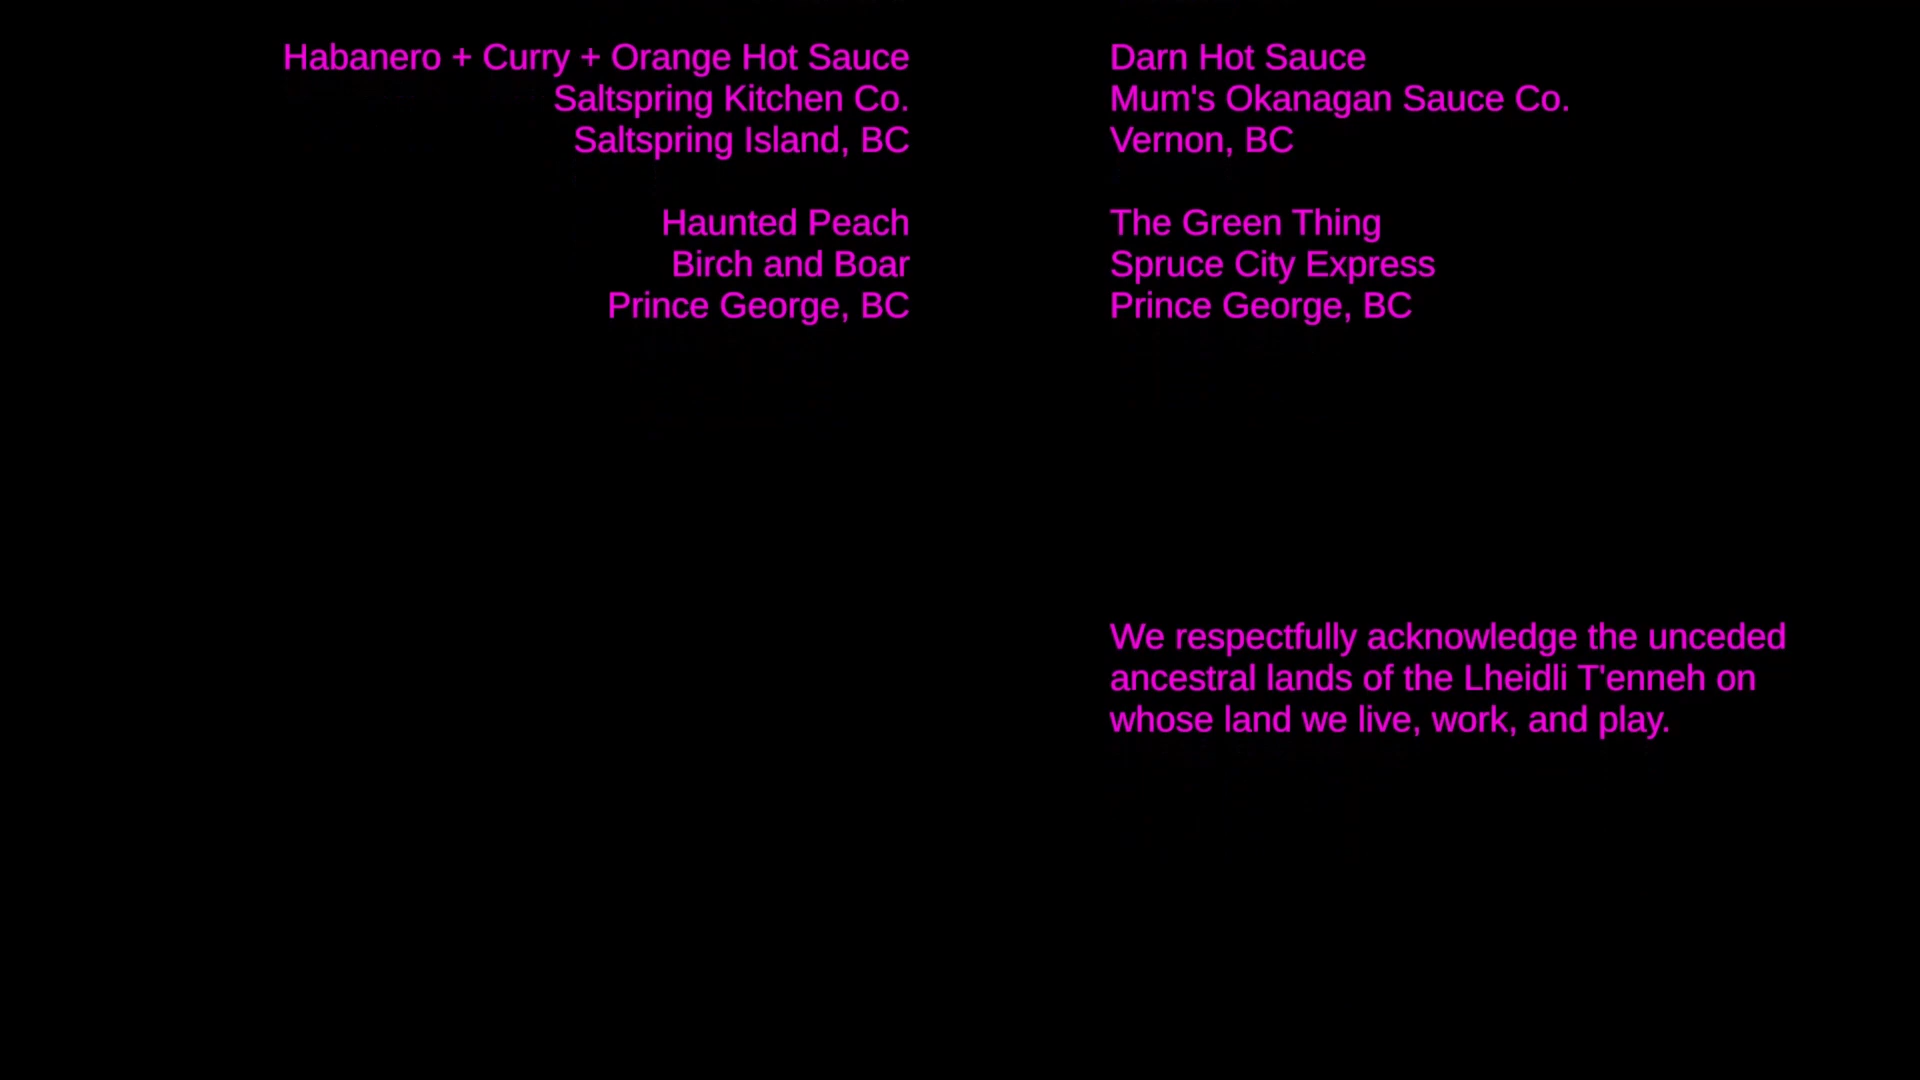 Habanero + Curry + Orange Hot Sauce
Saltspring Kitchen Co.
Saltspring Island, BC
Darn Hot Sauce
Mum's Okanagan Sauce Co.
Vernon, BC
Haunted Peach
Birch and Boar
Prince George, BC
The Green Thing
Spruce City Express
Prince George, BC
We respectfully acknowledge the unceded
ancestral lands of the Lheidli T'enneh on
whose land we live, work, and play.